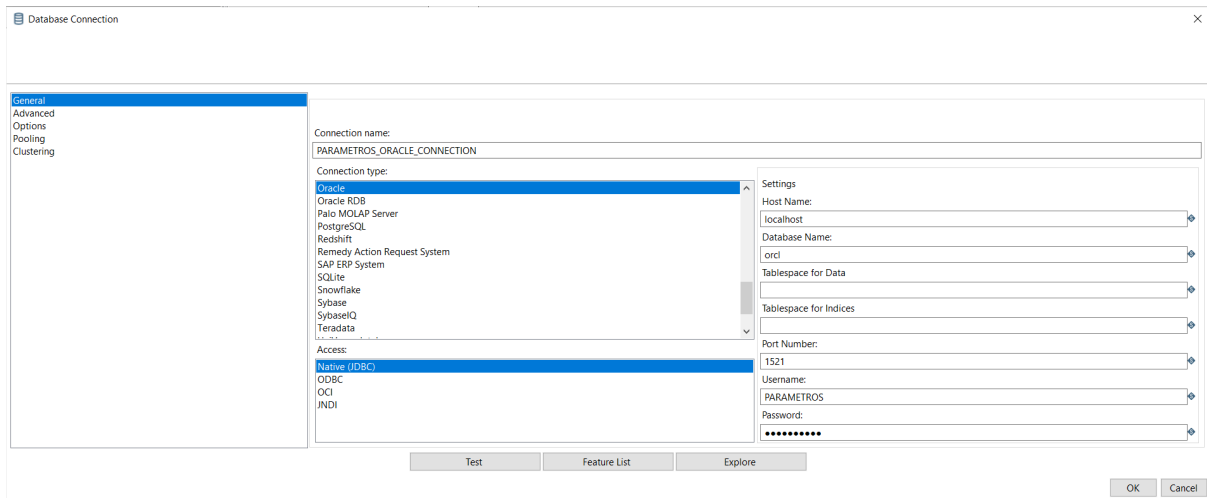 Database Connection
General
Advanced
Options
Pooling
Clustering
Connection name:
PARAMETROS_ORACLE_CONNECTION
Connection type:
Oracle
Oracle RDB
Palo MOLAP Server
PostgreSQL
Redshift
Remedy Action Request System
SAP ERP System
SQLite
Snowflake
Sybase
SybaseIQ
Teradata
Access:
Native (JDBC)
ODBC
OCI
JNDI
Settings
Host Name:
localhost
Database Name:
orcl
Tablespace for Data
Tablespace for Indices
Port Number:
1521
Username:
PARAMETROS
Password:
●●●●●●●●●●
Test
Feature List
Explore
OK
Cancel